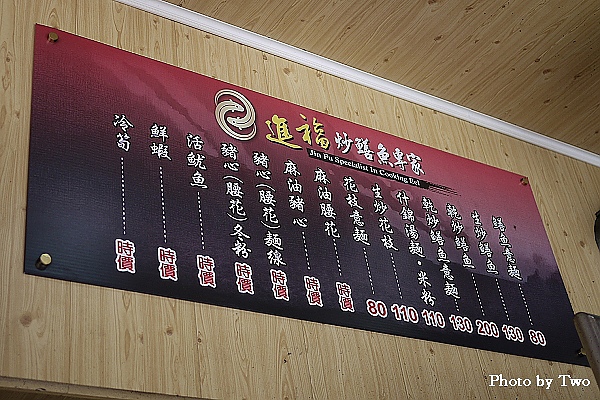 進福 炒鱔魚專家
Jin Fu Specialist In Cooking Eel
鱔魚意麵 80
生炒鱔魚 130
乾炒鱔魚 200
乾炒鱔魚意麵 130
什錦湯麵 米粉 110
生炒花枝 110
花枝意麵 80
麻油腰花 時價
麻油豬心 時價
豬心(腰花)麵線 時價
豬心(腰花)冬粉 時價
活魷魚 時價
鮮蝦 時價
冷筍 時價
Photo by Two